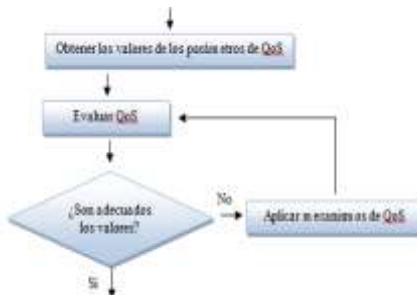 Obtener los valores de los parámetros de QoS
Evaluar QoS
¿Son adecuados
los valores?
No
Aplicar mecanismos de QoS
Sí